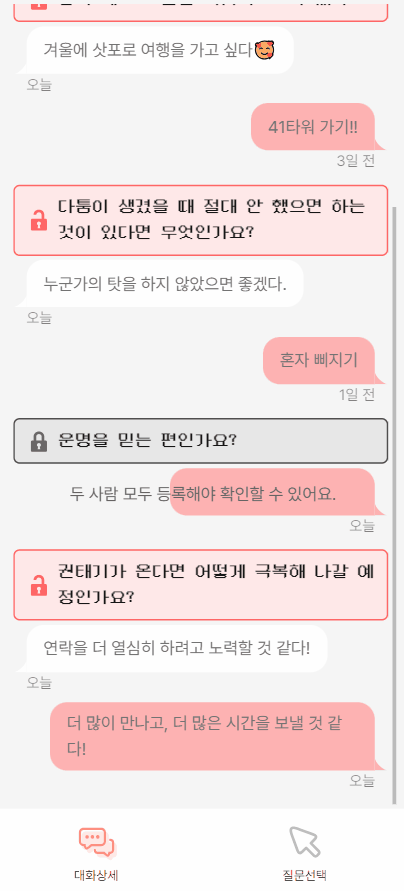 겨울에 삿포로 여행을 가고 싶다🥰
오늘
41타워 가기!!
3일 전
다툼이 생겼을 때 절대 안 했으면 하는
것이 있다면 무엇인가요?
누군가의 탓을 하지 않았으면 좋겠다.
오늘
혼자 삐지기
1일 전
운명을 믿는 편인가요?
두 사람 모두 등록해야 확인할 수 있어요.
오늘
권태기가 온다면 어떻게 극복해 나갈 예
정인가요?
연락을 더 열심히 하려고 노력할 것 같다!
오늘
더 많이 만나고, 더 많은 시간을 보낼 것 같
다!
오늘
대화상세
질문선택